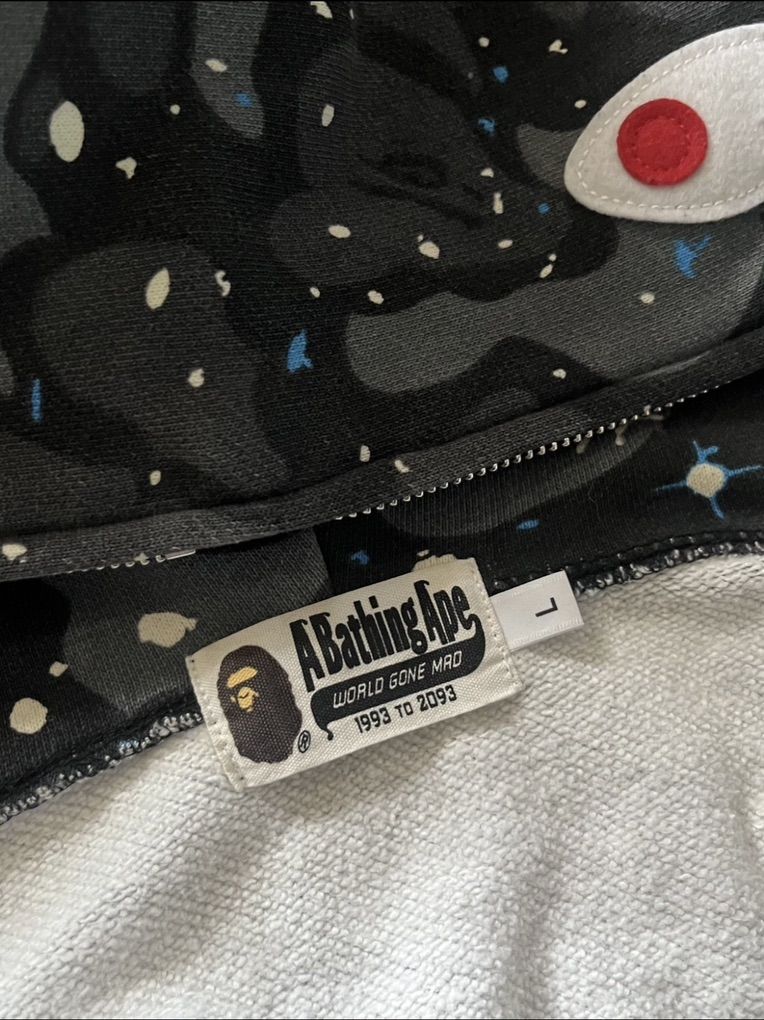 A Bathing Ape
WORLD GONE MAD
1993 TO 2093
®
L